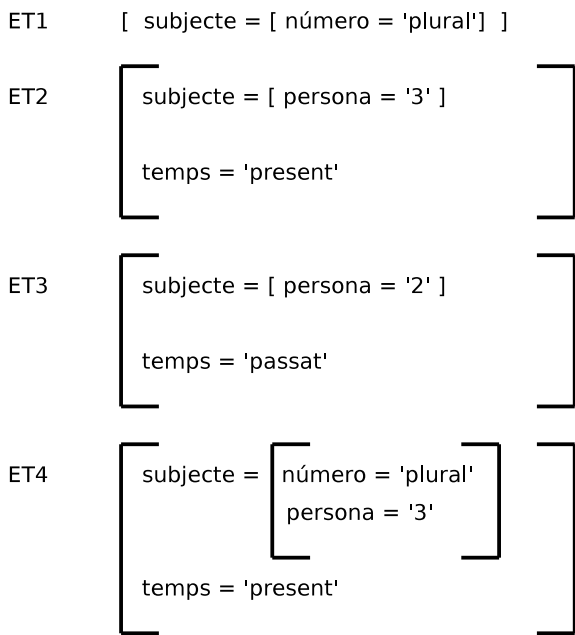 ET1 [ subjecte = [ número = 'plural'] ]
ET2 subjecte = [ persona = '3' ]
temps = 'present'
ET3 subjecte = [ persona = '2' ]
temps = 'passat'
ET4 subjecte = número = 'plural'
persona = '3'
temps = 'present'